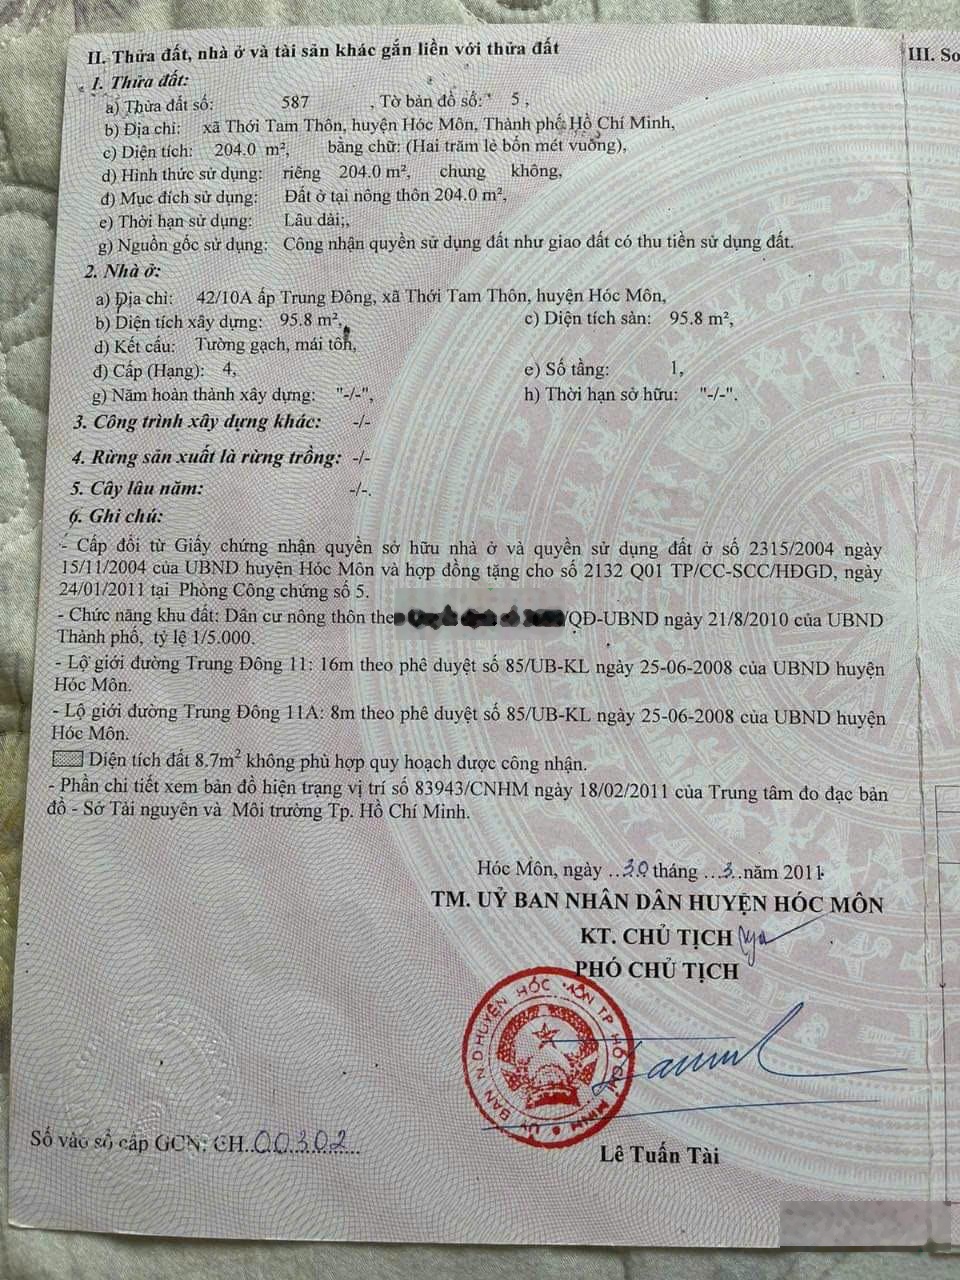 II. Thửa đất, nhà ở và tài sản khác gắn liền với thửa đất
III. Sơ
1. Thửa đất:
a) Thửa đất số: 587 , Tờ bản đồ số: 5 ,
b) Địa chỉ: xã Thới Tam Thôn, huyện Hóc Môn, Thành phố Hồ Chí Minh,
c) Diện tích: 204.0 m², bằng chữ: (Hai trăm lẻ bốn mét vuông),
d) Hình thức sử dụng: riêng 204.0 m², chung không,
đ) Mục đích sử dụng: Đất ở tại nông thôn 204.0 m²,
e) Thời hạn sử dụng: Lâu dài;,
g) Nguồn gốc sử dụng: Công nhận quyền sử dụng đất như giao đất có thu tiền sử dụng đất.
2. Nhà ở:
a) Địa chỉ: 42/10A ấp Trung Đông, xã Thới Tam Thôn, huyện Hóc Môn,
b) Diện tích xây dựng: 95.8 m², c) Diện tích sàn: 95.8 m²,
d) Kết cấu: Tường gạch, mái tôn,
đ) Cấp (Hạng): 4, e) Số tầng: 1,
g) Năm hoàn thành xây dựng: "-/-", h) Thời hạn sở hữu: "-/-".
3. Công trình xây dựng khác: -/-
4. Rừng sản xuất là rừng trồng: -/-
5. Cây lâu năm: -/-.
6. Ghi chú:
- Cấp đổi từ Giấy chứng nhận quyền sở hữu nhà ở và quyền sử dụng đất ở số 2315/2004 ngày
15/11/2004 của UBND huyện Hóc Môn và hợp đồng tặng cho số 2132 Q01 TP/CC-SCC/HĐGD, ngày
24/01/2011 tại Phòng Công chứng số 5.
- Chức năng khu đất: Dân cư nông thôn the /QĐ-UBND ngày 21/8/2010 của UBND
Thành phố, tỷ lệ 1/5.000.
- Lộ giới đường Trung Đông 11: 16m theo phê duyệt số 85/UB-KL ngày 25-06-2008 của UBND huyện
Hóc Môn.
- Lộ giới đường Trung Đông 11A: 8m theo phê duyệt số 85/UB-KL ngày 25-06-2008 của UBND huyện
Hóc Môn.
Diện tích đất 8.7m² không phù hợp quy hoạch được công nhận.
- Phần chi tiết xem bản đồ hiện trạng vị trí số 83943/CNHM ngày 18/02/2011 của Trung tâm đo đạc bản
đồ - Sở Tài nguyên và Môi trường Tp. Hồ Chí Minh.
Hóc Môn, ngày ..30 tháng ...3..năm 2011
TM. UỶ BAN NHÂN DÂN HUYỆN HÓC MÔN
KT. CHỦ TỊCH
PHÓ CHỦ TỊCH
ỦY BAN N D HUYỆN HÓC MÔN TP HỒ CHÍ MINH
Số vào sổ cấp GCN: CH..00302...
Lê Tuấn Tài